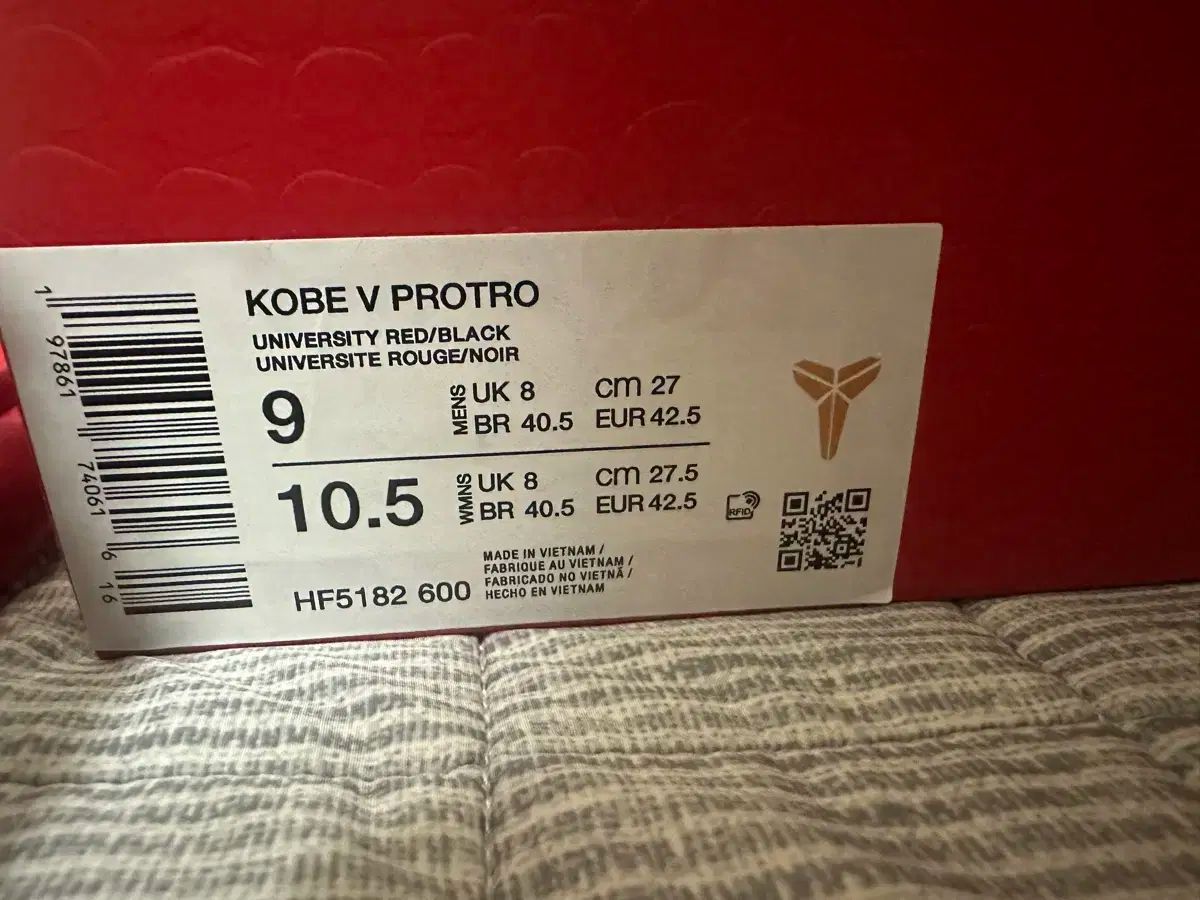 1 97861 74061 6 16
KOBE V PROTRO
UNIVERSITY RED/BLACK
UNIVERSITE ROUGE/NOIR
9
MENS
UK 8 cm 27
BR 40.5 EUR 42.5
10.5
WMNS
UK 8 cm 27.5
BR 40.5 EUR 42.5
RFID
HF5182 600
MADE IN VIETNAM /
FABRIQUE AU VIETNAM /
FABRICADO NO VIETNÃ /
HECHO EN VIETNAM